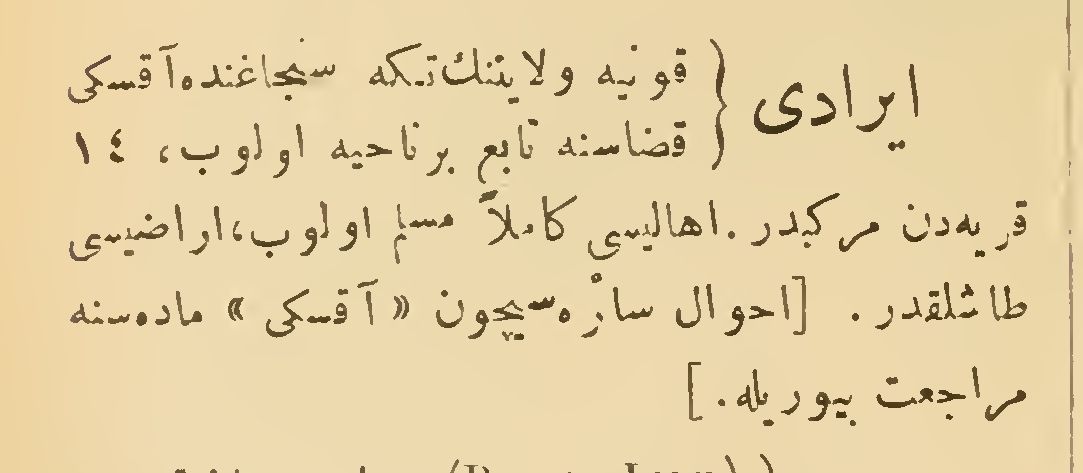 ایرادی } قونیه ولایتنك تكه سنجاغنده آقسكی
قضاسنه تابع بر ناحیه اولوب، ١٤
قریه‌دن مركبدر. اهالیسی كاملاً مسلم اولوب، اراضیسی
طاشلقدر. [احوال سائره‌سیچون « آقسكی » ماده‌سنه
مراجعت بیوریله.]